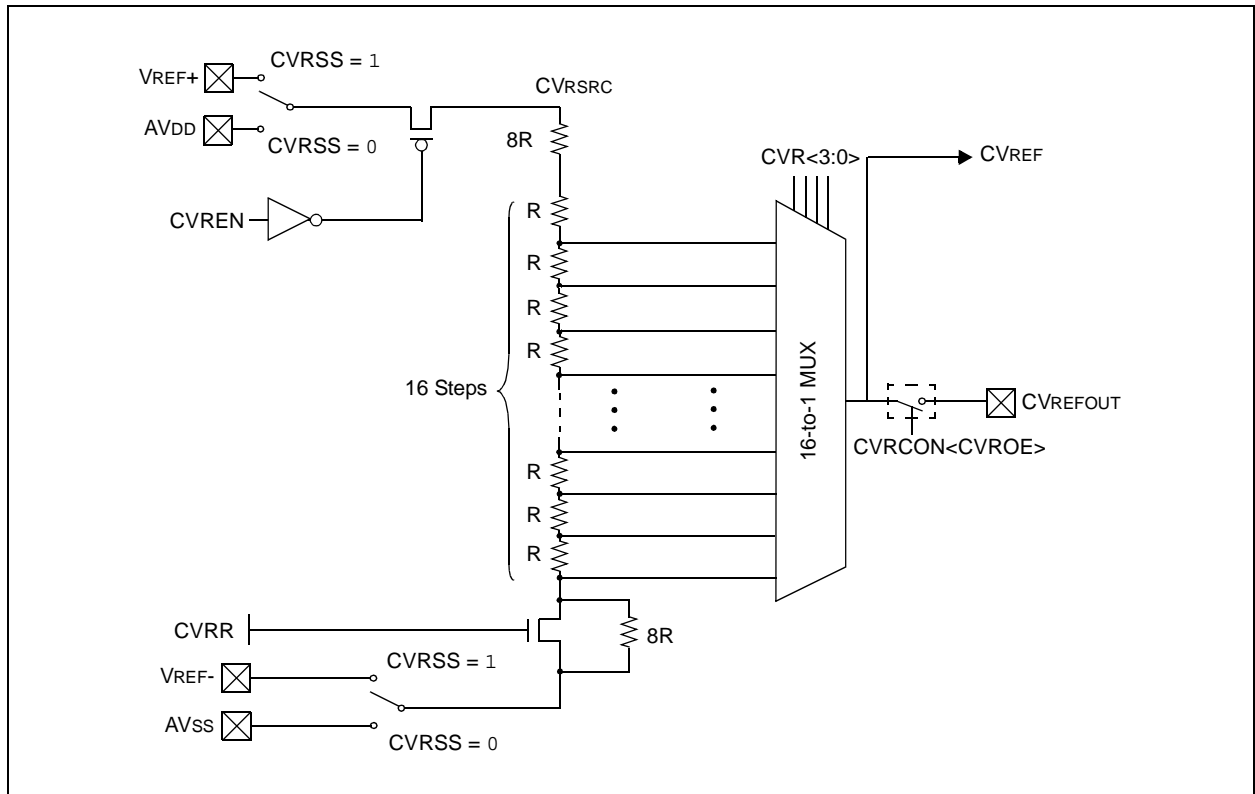 CVRSS = 1
VREF+
CVRSRC
AVDD
8R
CVRSS = 0
CVR<3:0>
CVREF
CVREN
R
R
R
R
16 Steps
16-to-1 MUX
CVREFOUT
CVRCON<CVROE>
R
R
R
CVRR
8R
CVRSS = 1
VREF-
AVSS
CVRSS = 0